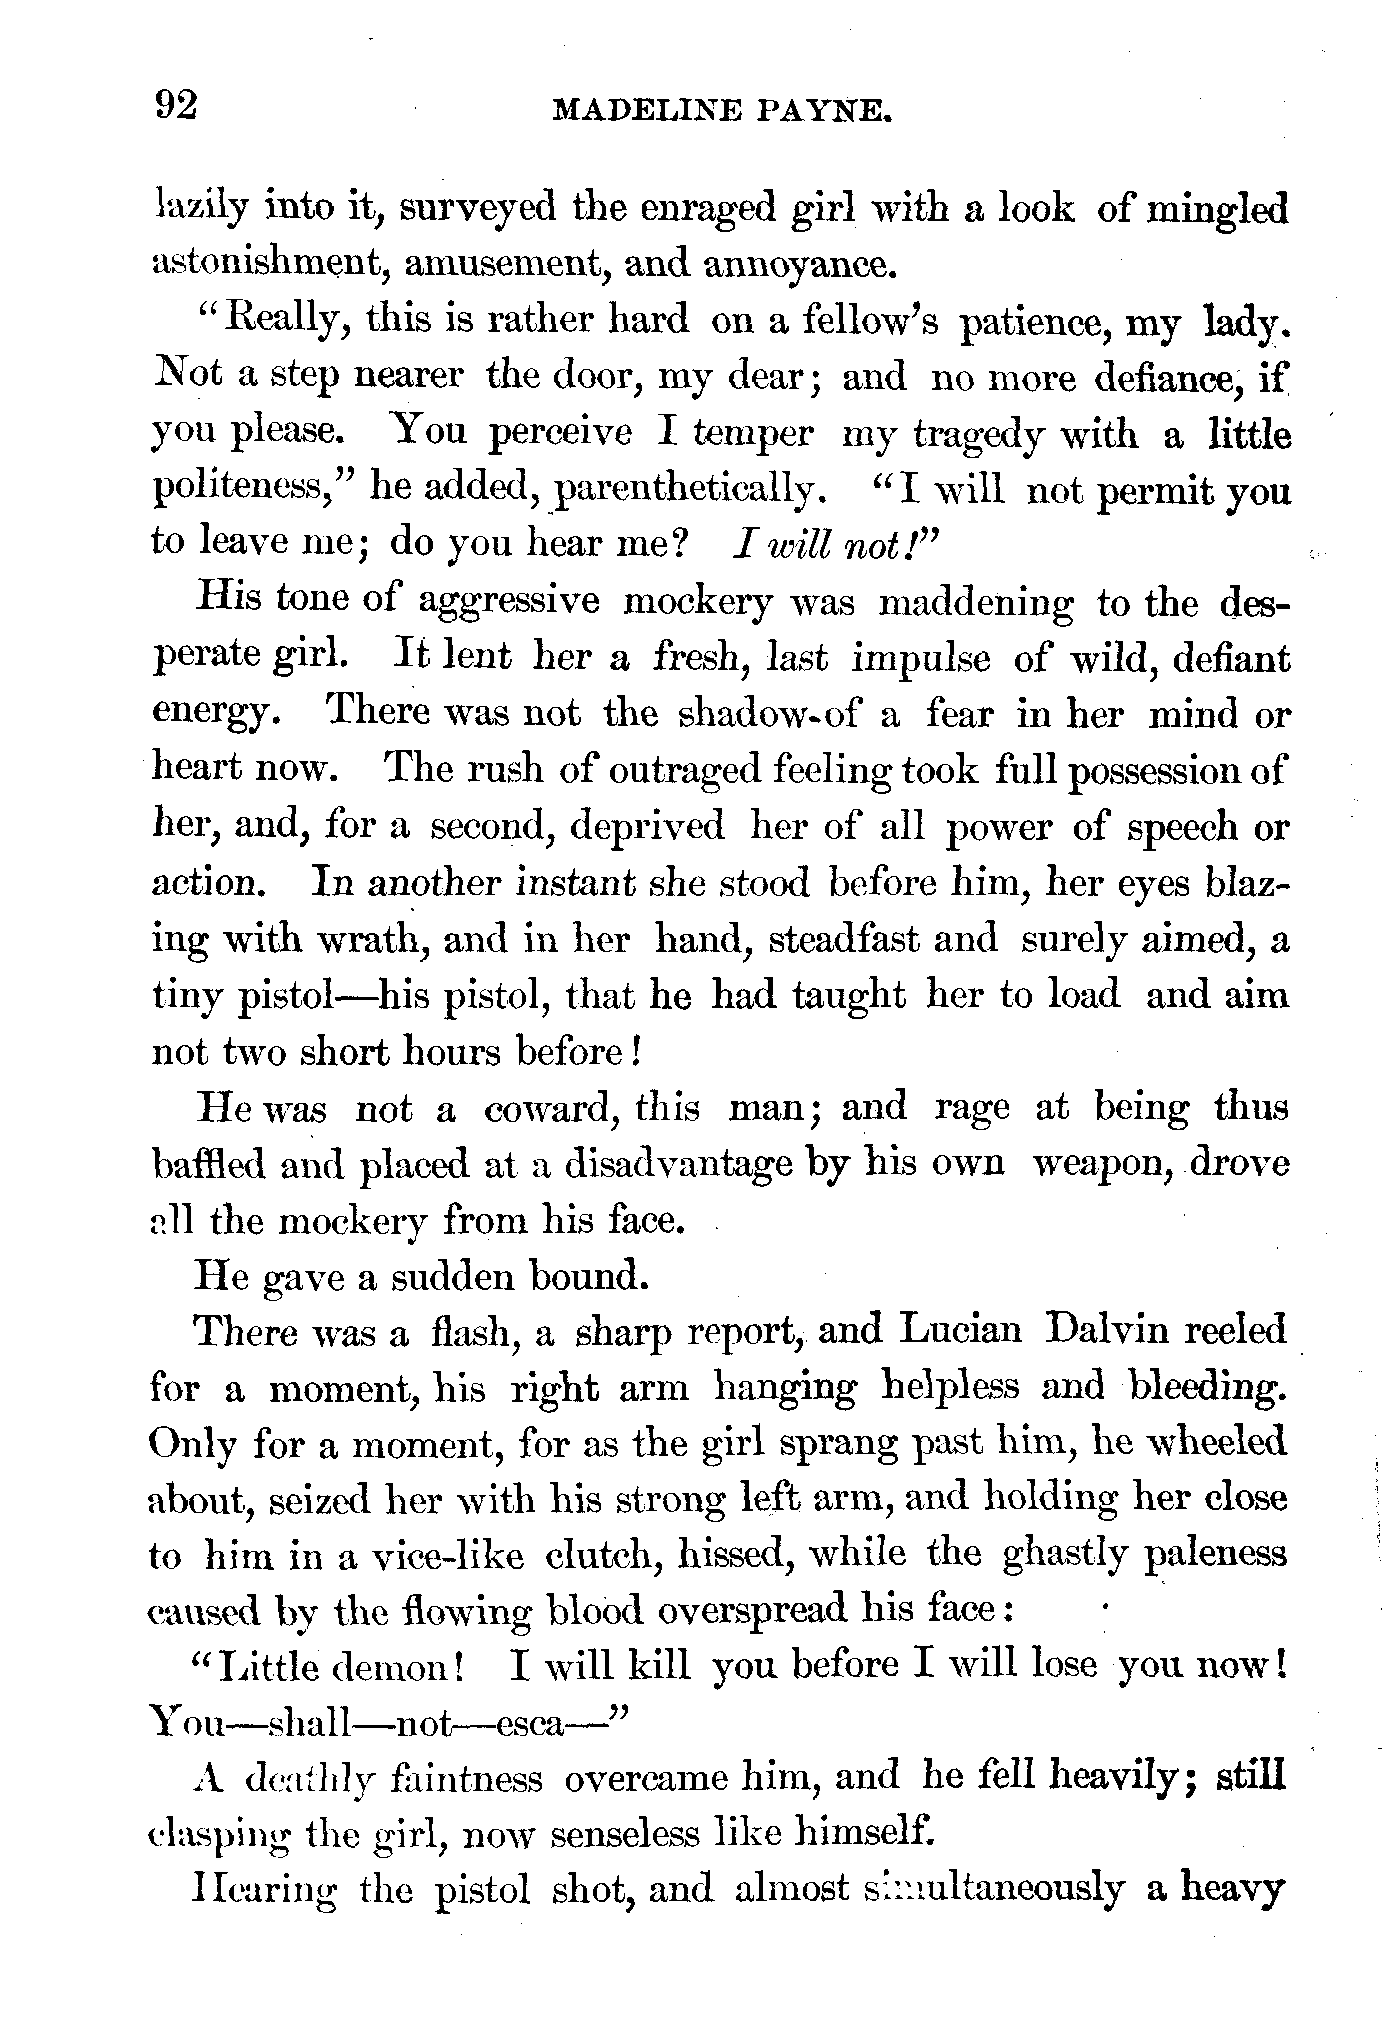 92 MADELINE PAYNE.
lazily into it, surveyed the enraged girl with a look of mingled
astonishment, amusement, and annoyance.
"Really, this is rather hard on a fellow's patience, my lady.
Not a step nearer the door, my dear; and no more defiance, if
you please. You perceive I temper my tragedy with a little
politeness," he added, parenthetically. "I will not permit you
to leave me; do you hear me? I will not!"
His tone of aggressive mockery was maddening to the des-
perate girl. It lent her a fresh, last impulse of wild, defiant
energy. There was not the shadow of a fear in her mind or
heart now. The rush of outraged feeling took full possession of
her, and, for a second, deprived her of all power of speech or
action. In another instant she stood before him, her eyes blaz-
ing with wrath, and in her hand, steadfast and surely aimed, a
tiny pistol—his pistol, that he had taught her to load and aim
not two short hours before!
He was not a coward, this man; and rage at being thus
baffled and placed at a disadvantage by his own weapon, drove
all the mockery from his face.
He gave a sudden bound.
There was a flash, a sharp report, and Lucian Dalvin reeled
for a moment, his right arm hanging helpless and bleeding.
Only for a moment, for as the girl sprang past him, he wheeled
about, seized her with his strong left arm, and holding her close
to him in a vice-like clutch, hissed, while the ghastly paleness
caused by the flowing blood overspread his face:
"Little demon! I will kill you before I will lose you now!
You—shall—not—esca—"
A deathly faintness overcame him, and he fell heavily; still
clasping the girl, now senseless like himself.
Hearing the pistol shot, and almost simultaneously a heavy